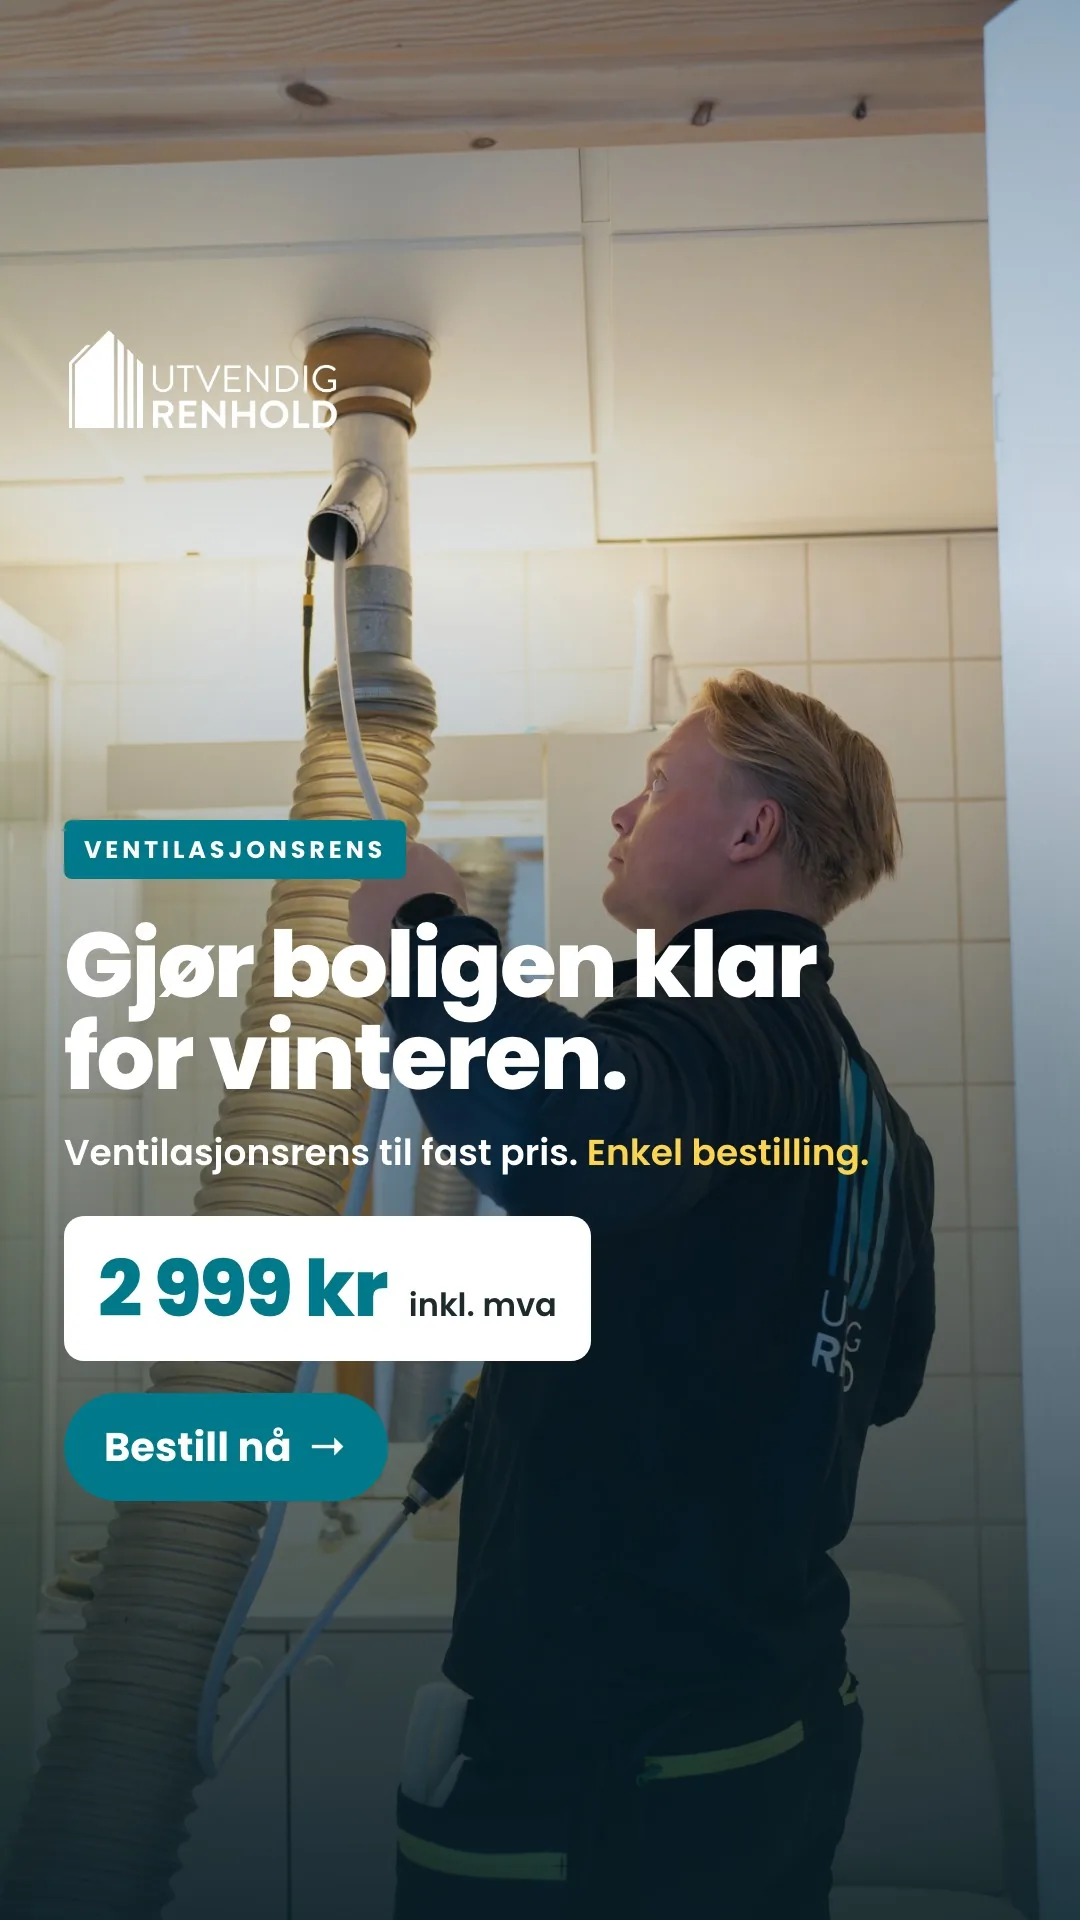 UTVENDIG
RENHOLD
VENTILASJONSRENS
Gjør boligen klar
for vinteren.
Ventilasjonsrens til fast pris. Enkel bestilling.
2 999 kr inkl. mva
Bestill nå →